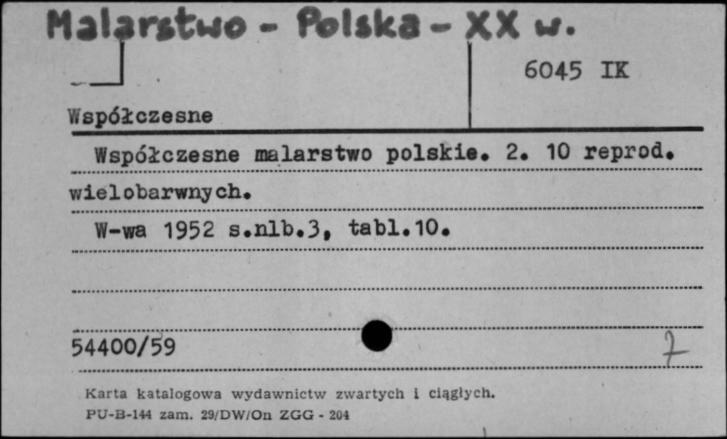 Malarstwo - Polska - XX w.
6045 IK
Współczesne
Współczesne malarstwo polskie. 2. 10 reprod.
wielobarwnych.
W-wa 1952 s.nlb.3, tabl.10.
54400/59
7
Karta katalogowa wydawnictw zwartych i ciągłych.
PU-B-144 zam. 29/DW/On ZGG - 204